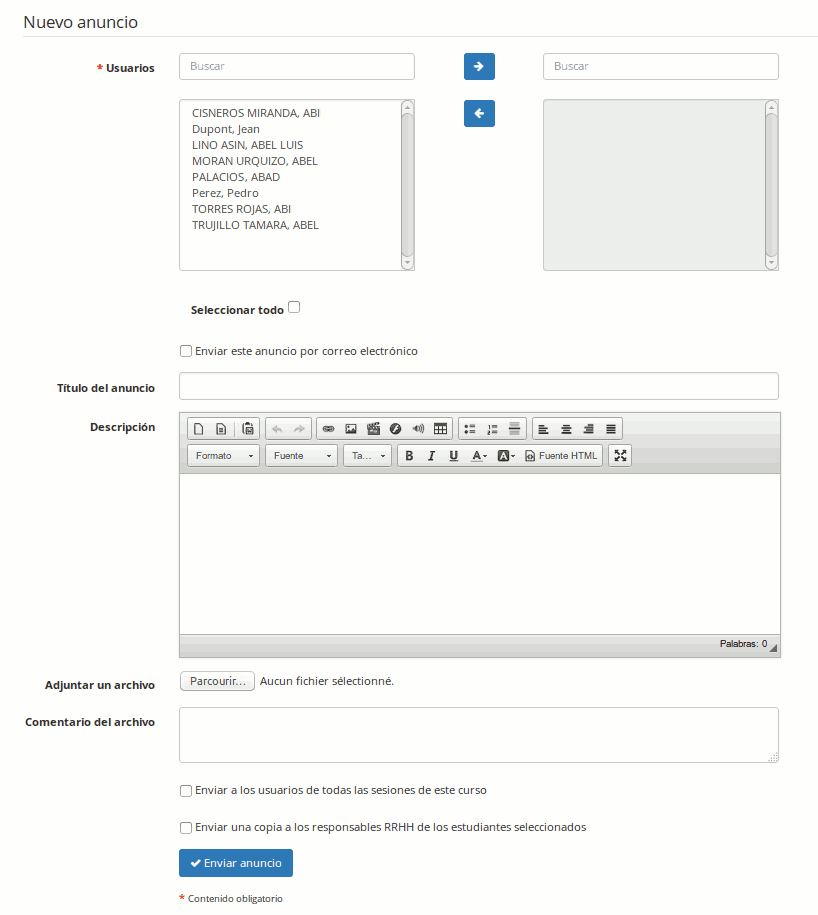 Nuevo anuncio
* Usuarios
Buscar
Buscar
CISNEROS MIRANDA, ABI
Dupont, Jean
LINO ASIN, ABEL LUIS
MORAN URQUIZO, ABEL
PALACIOS, ABAD
Perez, Pedro
TORRES ROJAS, ABI
TRUJILLO TAMARA, ABEL
Seleccionar todo
Enviar este anuncio por correo electrónico
Título del anuncio
Descripción
Formato Fuente Ta... B I U A A Fuente HTML
Palabras: 0
Adjuntar un archivo Parcourir... Aucun fichier sélectionné.
Comentario del archivo
Enviar a los usuarios de todas las sesiones de este curso
Enviar una copia a los responsables RRHH de los estudiantes seleccionados
Enviar anuncio
* Contenido obligatorio